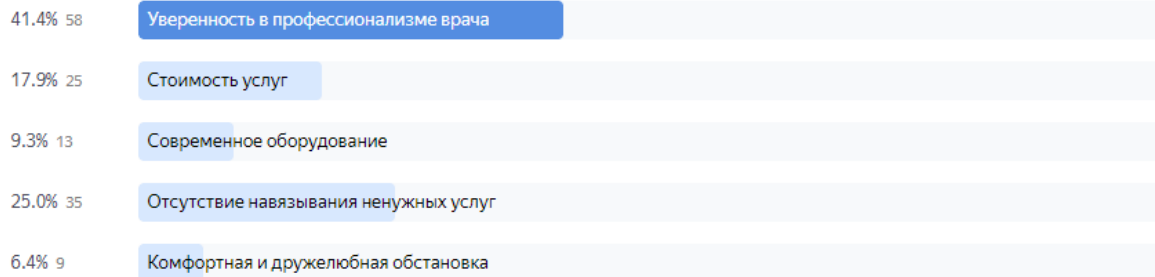 41.4% 58 Уверенность в профессионализме врача
17.9% 25 Стоимость услуг
9.3% 13 Современное оборудование
25.0% 35 Отсутствие навязывания ненужных услуг
6.4% 9 Комфортная и дружелюбная обстановка